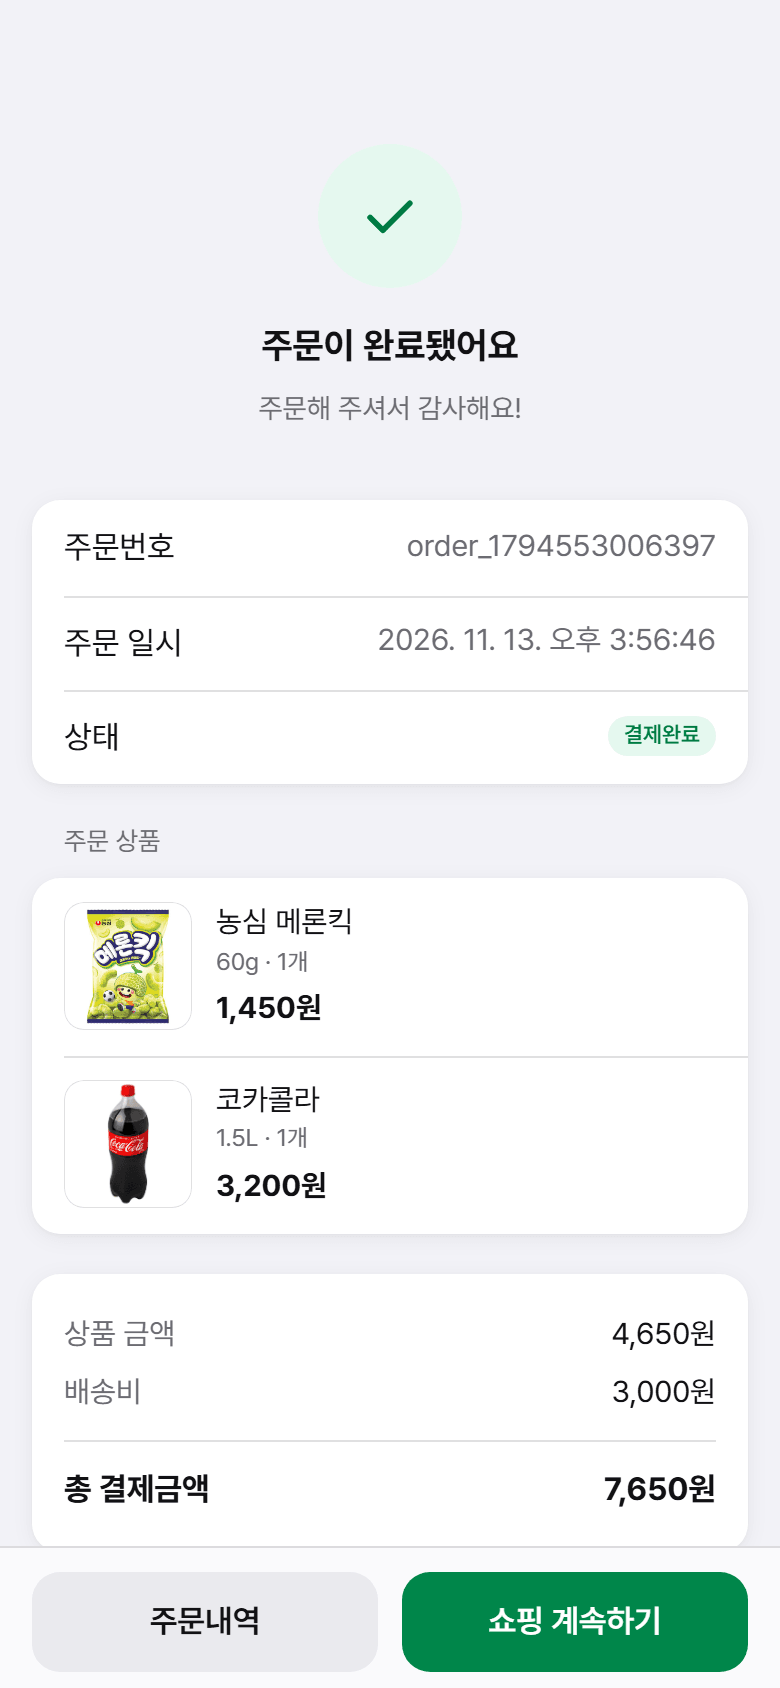 주문이 완료됐어요
주문해 주셔서 감사해요!
주문번호 order_1794553006397
주문 일시 2026. 11. 13. 오후 3:56:46
상태 결제완료
주문 상품
메론킥
농심 메론킥
60g · 1개
1,450원
Coca-Cola
코카콜라
1.5L · 1개
3,200원
상품 금액 4,650원
배송비 3,000원
총 결제금액 7,650원
주문내역 쇼핑 계속하기